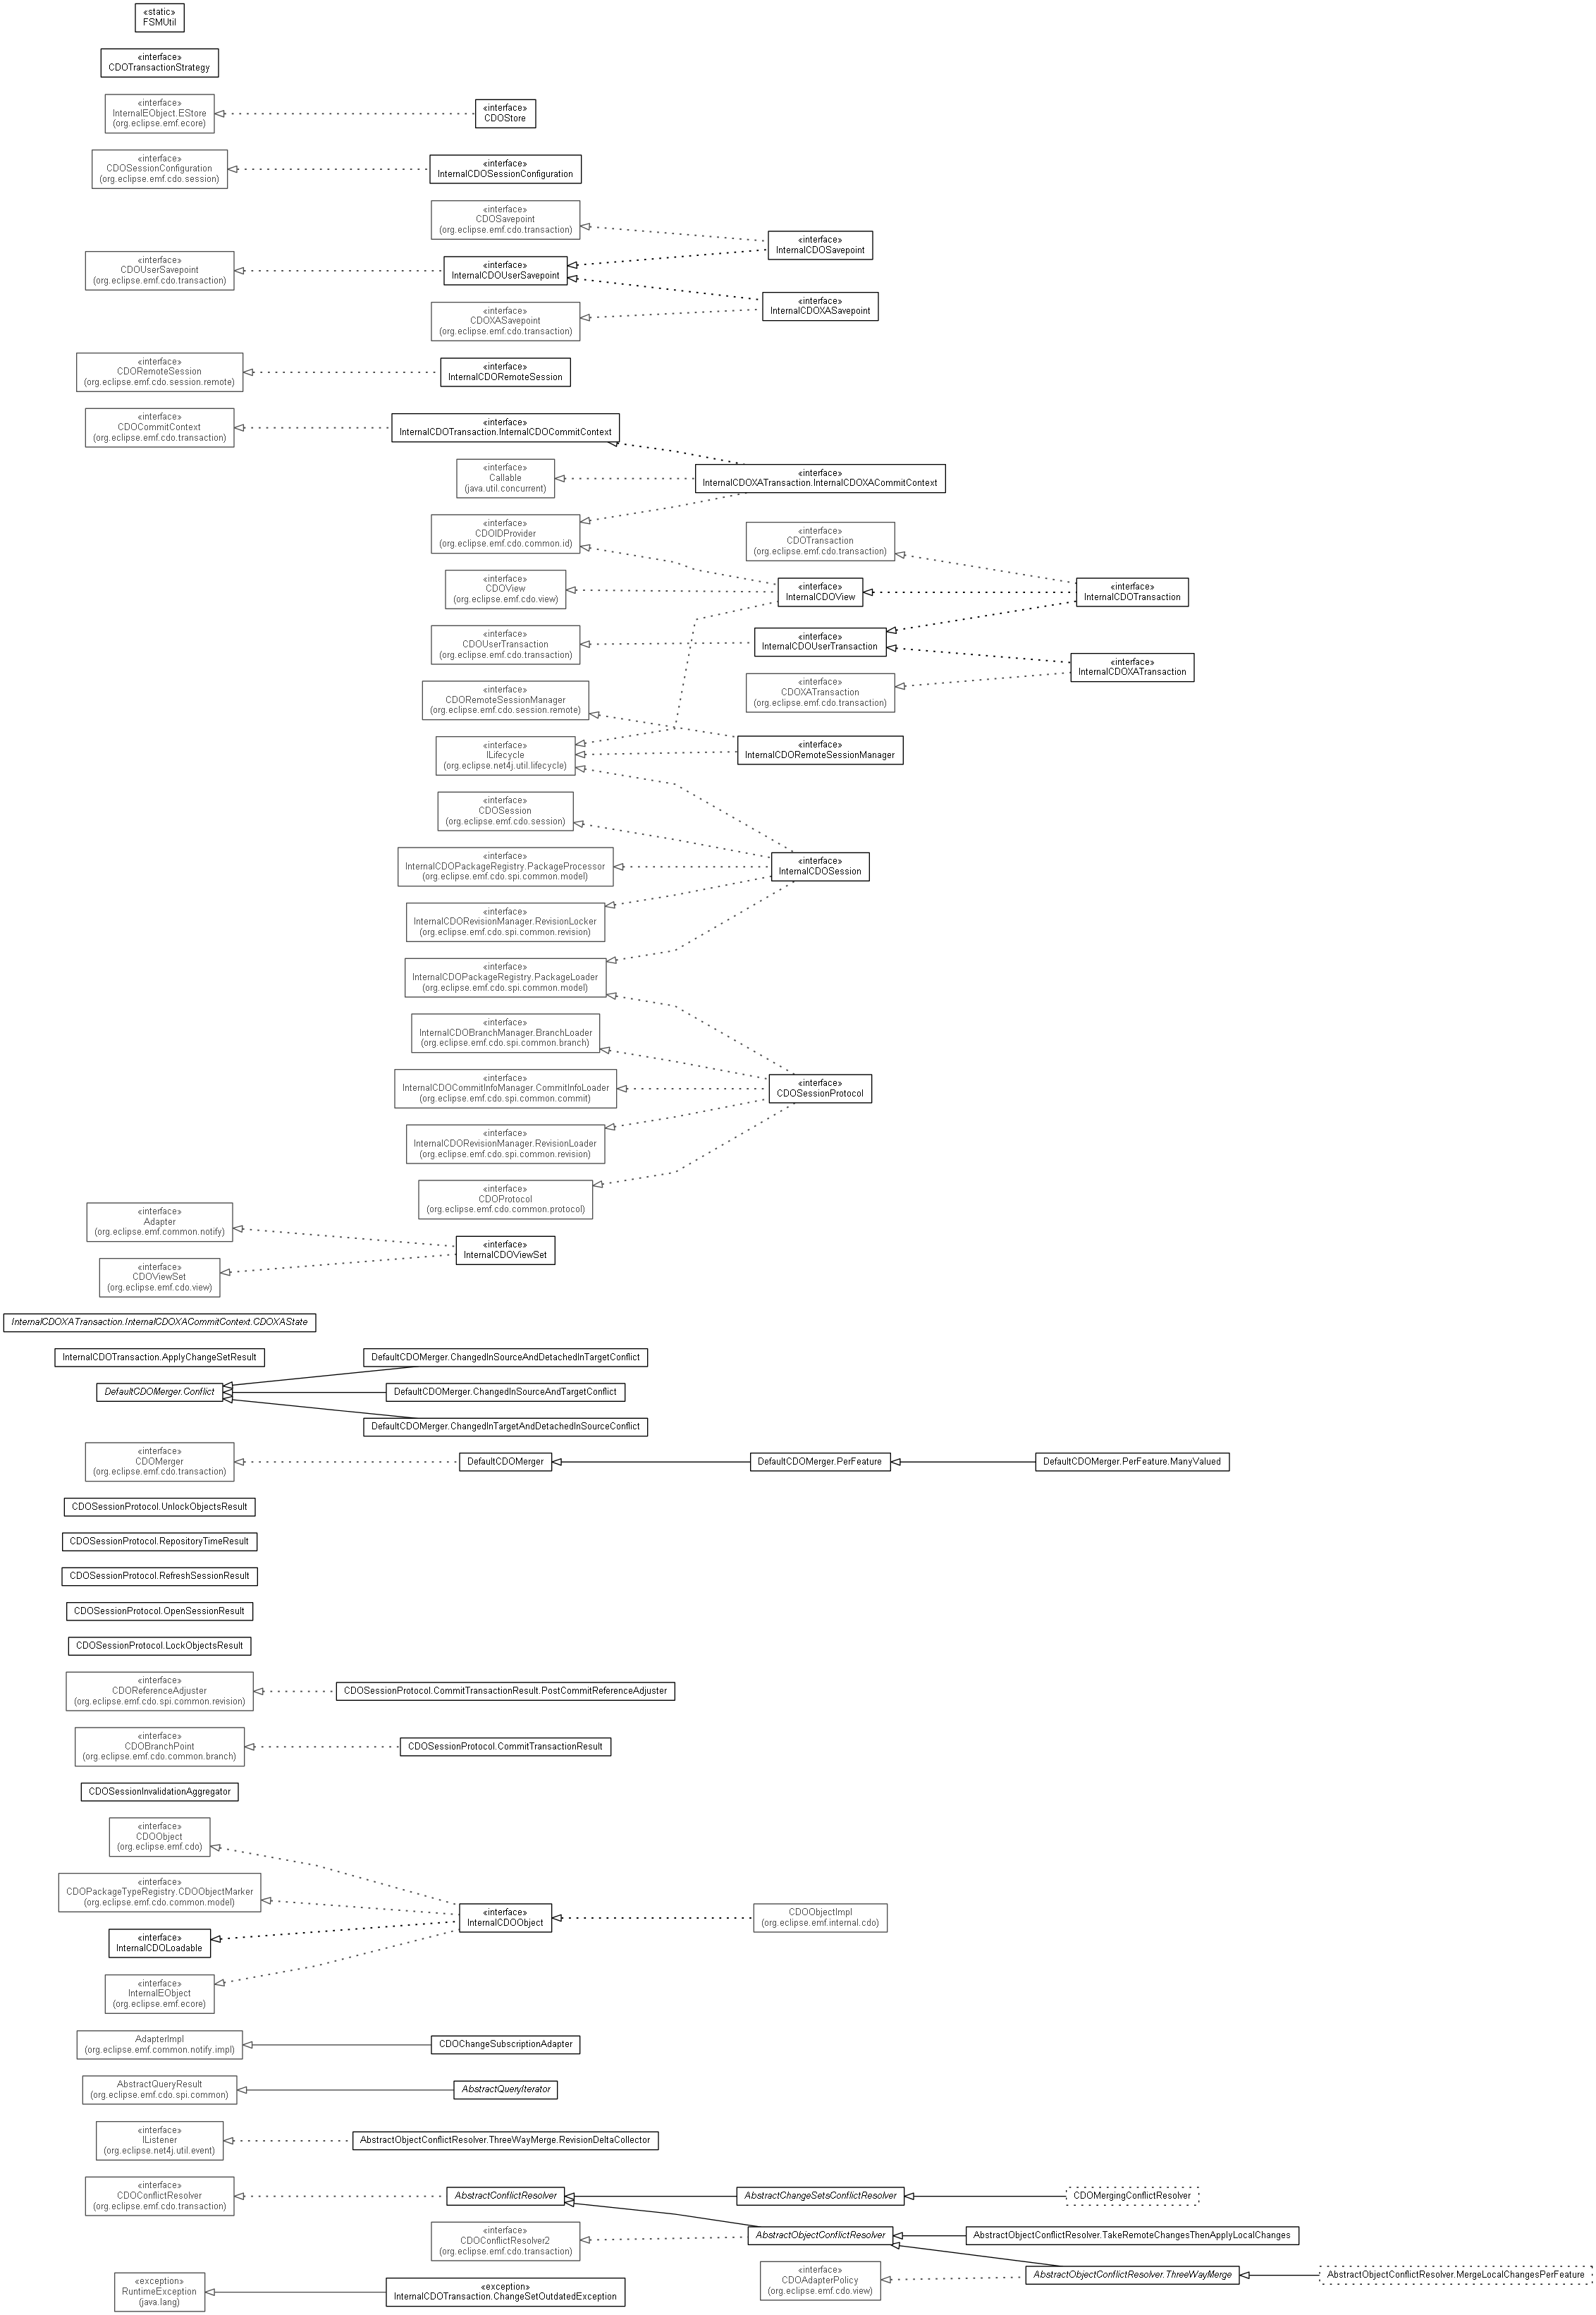 «static»
FSMUtil
«interface»
CDOTransactionStrategy
«interface»
InternalEObject.EStore
(org.eclipse.emf.ecore)
«interface»
CDOStore
«interface»
CDOSessionConfiguration
(org.eclipse.emf.cdo.session)
«interface»
InternalCDOSessionConfiguration
«interface»
CDOSavepoint
(org.eclipse.emf.cdo.transaction)
«interface»
InternalCDOSavepoint
«interface»
CDOUserSavepoint
(org.eclipse.emf.cdo.transaction)
«interface»
InternalCDOUserSavepoint
«interface»
InternalCDOXASavepoint
«interface»
CDOXASavepoint
(org.eclipse.emf.cdo.transaction)
«interface»
CDORemoteSession
(org.eclipse.emf.cdo.session.remote)
«interface»
InternalCDORemoteSession
«interface»
CDOCommitContext
(org.eclipse.emf.cdo.transaction)
«interface»
InternalCDOTransaction.InternalCDOCommitContext
«interface»
Callable
(java.util.concurrent)
«interface»
InternalCDOXATransaction.InternalCDOXACommitContext
«interface»
CDOIDProvider
(org.eclipse.emf.cdo.common.id)
«interface»
CDOTransaction
(org.eclipse.emf.cdo.transaction)
«interface»
CDOView
(org.eclipse.emf.cdo.view)
«interface»
InternalCDOView
«interface»
InternalCDOTransaction
«interface»
CDOUserTransaction
(org.eclipse.emf.cdo.transaction)
«interface»
InternalCDOUserTransaction
«interface»
InternalCDOXATransaction
«interface»
CDORemoteSessionManager
(org.eclipse.emf.cdo.session.remote)
«interface»
CDOXATransaction
(org.eclipse.emf.cdo.transaction)
«interface»
ILifecycle
(org.eclipse.net4j.util.lifecycle)
«interface»
InternalCDORemoteSessionManager
«interface»
CDOSession
(org.eclipse.emf.cdo.session)
«interface»
InternalCDOPackageRegistry.PackageProcessor
(org.eclipse.emf.cdo.spi.common.model)
«interface»
InternalCDOSession
«interface»
InternalCDORevisionManager.RevisionLocker
(org.eclipse.emf.cdo.spi.common.revision)
«interface»
InternalCDOPackageRegistry.PackageLoader
(org.eclipse.emf.cdo.spi.common.model)
«interface»
InternalCDOBranchManager.BranchLoader
(org.eclipse.emf.cdo.spi.common.branch)
«interface»
InternalCDOCommitInfoManager.CommitInfoLoader
(org.eclipse.emf.cdo.spi.common.commit)
«interface»
CDOSessionProtocol
«interface»
InternalCDORevisionManager.RevisionLoader
(org.eclipse.emf.cdo.spi.common.revision)
«interface»
CDOProtocol
(org.eclipse.emf.cdo.common.protocol)
«interface»
Adapter
(org.eclipse.emf.common.notify)
«interface»
InternalCDOViewSet
«interface»
CDOViewSet
(org.eclipse.emf.cdo.view)
InternalCDOXATransaction.InternalCDOXACommitContext.CDOXAState
InternalCDOTransaction.ApplyChangeSetResult
DefaultCDOMerger.ChangedInSourceAndDetachedInTargetConflict
DefaultCDOMerger.Conflict
DefaultCDOMerger.ChangedInSourceAndTargetConflict
DefaultCDOMerger.ChangedInTargetAndDetachedInSourceConflict
«interface»
CDOMerger
(org.eclipse.emf.cdo.transaction)
DefaultCDOMerger
DefaultCDOMerger.PerFeature
DefaultCDOMerger.PerFeature.ManyValued
CDOSessionProtocol.UnlockObjectsResult
CDOSessionProtocol.RepositoryTimeResult
CDOSessionProtocol.RefreshSessionResult
CDOSessionProtocol.OpenSessionResult
CDOSessionProtocol.LockObjectsResult
«interface»
CDOReferenceAdjuster
(org.eclipse.emf.cdo.spi.common.revision)
CDOSessionProtocol.CommitTransactionResult.PostCommitReferenceAdjuster
«interface»
CDOBranchPoint
(org.eclipse.emf.cdo.common.branch)
CDOSessionProtocol.CommitTransactionResult
CDOSessionInvalidationAggregator
«interface»
CDOObject
(org.eclipse.emf.cdo)
«interface»
CDOPackageTypeRegistry.CDOObjectMarker
(org.eclipse.emf.cdo.common.model)
«interface»
InternalCDOObject
CDOObjectImpl
(org.eclipse.emf.internal.cdo)
«interface»
InternalCDOLoadable
«interface»
InternalEObject
(org.eclipse.emf.ecore)
AdapterImpl
(org.eclipse.emf.common.notify.impl)
CDOChangeSubscriptionAdapter
AbstractQueryResult
(org.eclipse.emf.cdo.spi.common)
AbstractQueryIterator
«interface»
IListener
(org.eclipse.net4j.util.event)
AbstractObjectConflictResolver.ThreeWayMerge.RevisionDeltaCollector
«interface»
CDOConflictResolver
(org.eclipse.emf.cdo.transaction)
AbstractConflictResolver
AbstractChangeSetsConflictResolver
CDOMergingConflictResolver
«interface»
CDOConflictResolver2
(org.eclipse.emf.cdo.transaction)
AbstractObjectConflictResolver
AbstractObjectConflictResolver.TakeRemoteChangesThenApplyLocalChanges
«interface»
CDOAdapterPolicy
(org.eclipse.emf.cdo.view)
AbstractObjectConflictResolver.ThreeWayMerge
AbstractObjectConflictResolver.MergeLocalChangesPerFeature
«exception»
RuntimeException
(java.lang)
«exception»
InternalCDOTransaction.ChangeSetOutdatedException